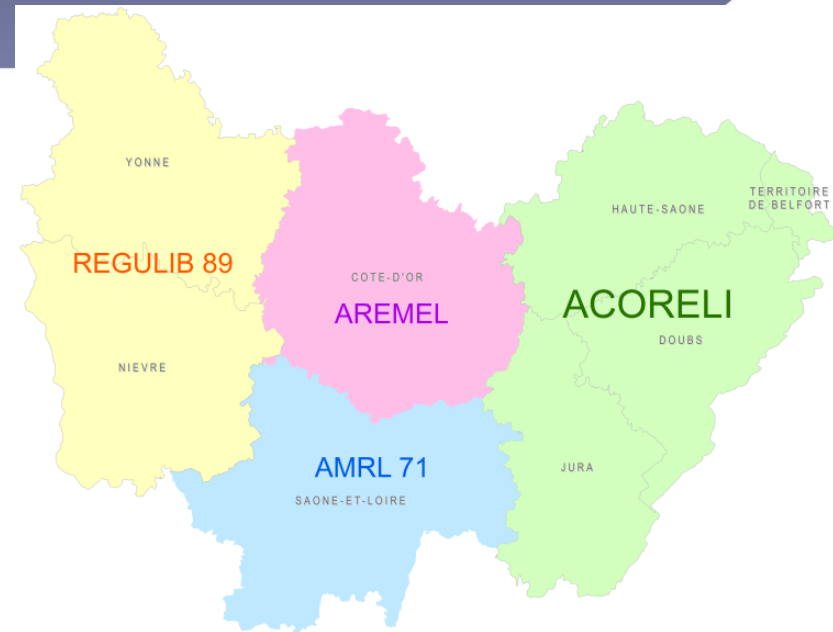 YONNE
REGULIB 89
NIEVRE
COTE-D'OR
AREMEL
AMRL 71
SAONE-ET-LOIRE
HAUTE-SAONE
TERRITOIRE
DE BELFORT
ACORELI
DOUBS
JURA